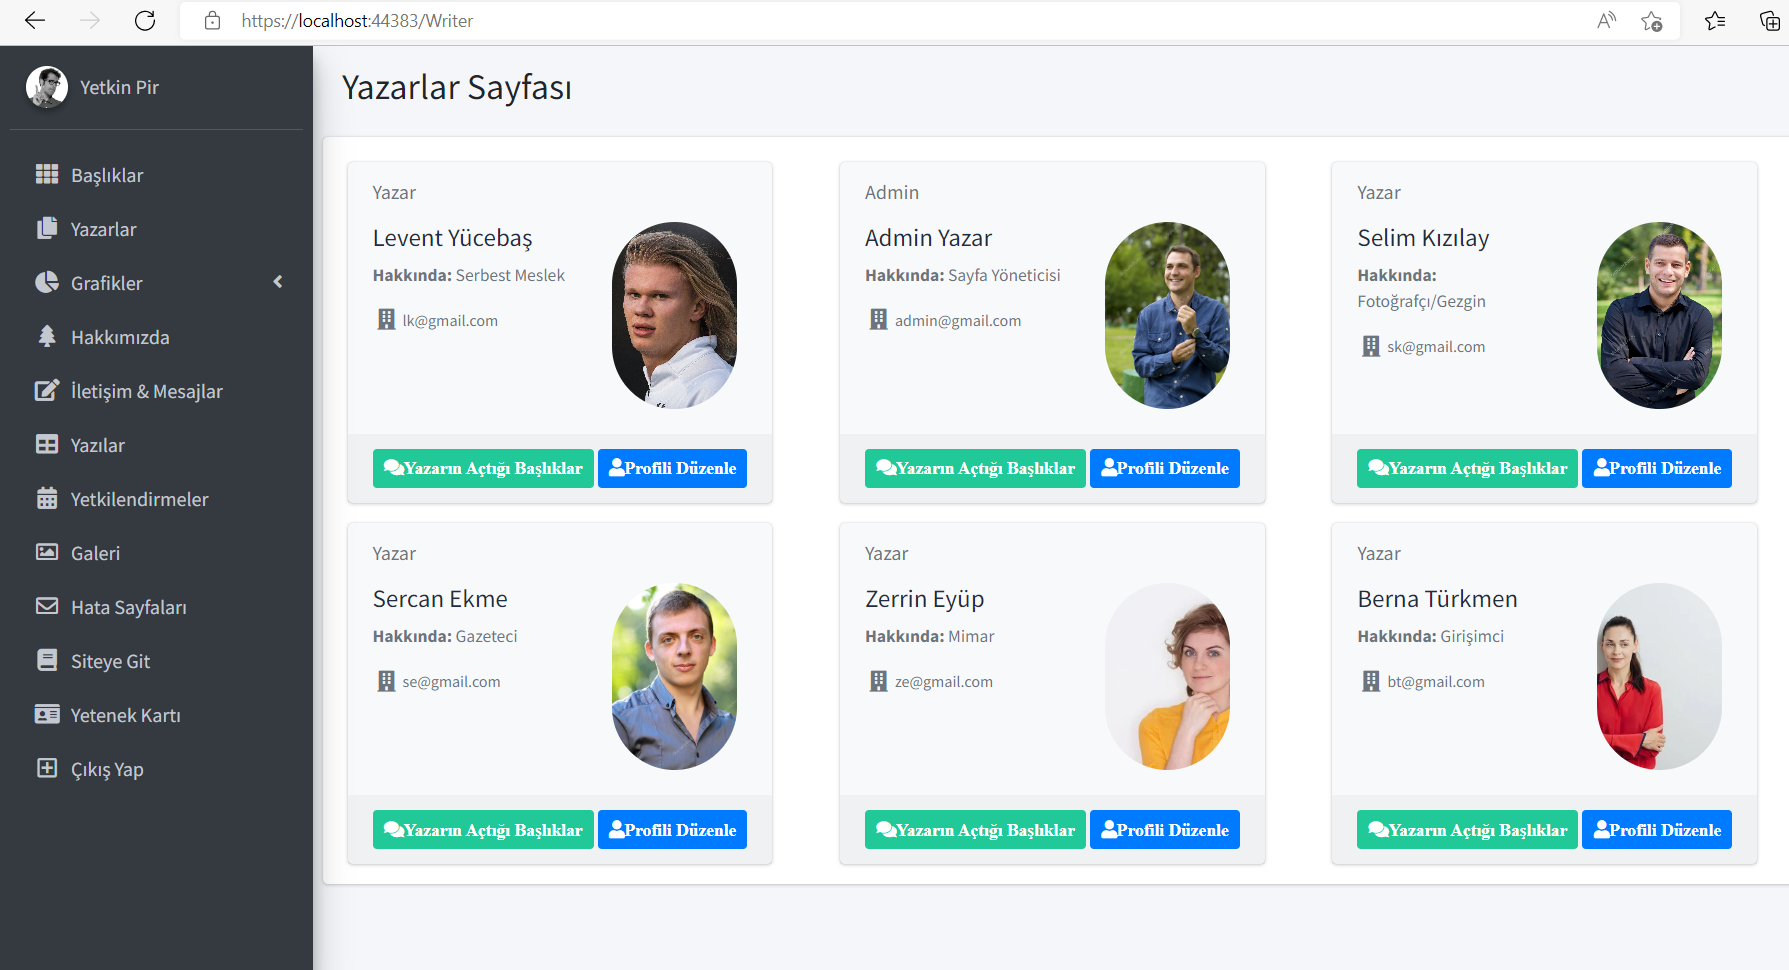 https://localhost:44383/Writer
Yetkin Pir
Başlıklar
Yazarlar
Grafikler
Hakkımızda
İletişim & Mesajlar
Yazılar
Yetkilendirmeler
Galeri
Hata Sayfaları
Siteye Git
Yetenek Kartı
Çıkış Yap
Yazarlar Sayfası
Yazar
Levent Yücebaş
Hakkında: Serbest Meslek
lk@gmail.com
Yazarın Açtığı Başlıklar
Profili Düzenle
Admin
Admin Yazar
Hakkında: Sayfa Yöneticisi
admin@gmail.com
Yazarın Açtığı Başlıklar
Profili Düzenle
Yazar
Selim Kızılay
Hakkında:
Fotoğrafçı/Gezgin
sk@gmail.com
Yazarın Açtığı Başlıklar
Profili Düzenle
Yazar
Sercan Ekme
Hakkında: Gazeteci
se@gmail.com
Yazarın Açtığı Başlıklar
Profili Düzenle
Yazar
Zerrin Eyüp
Hakkında: Mimar
ze@gmail.com
Yazarın Açtığı Başlıklar
Profili Düzenle
Yazar
Berna Türkmen
Hakkında: Girişimci
bt@gmail.com
Yazarın Açtığı Başlıklar
Profili Düzenle